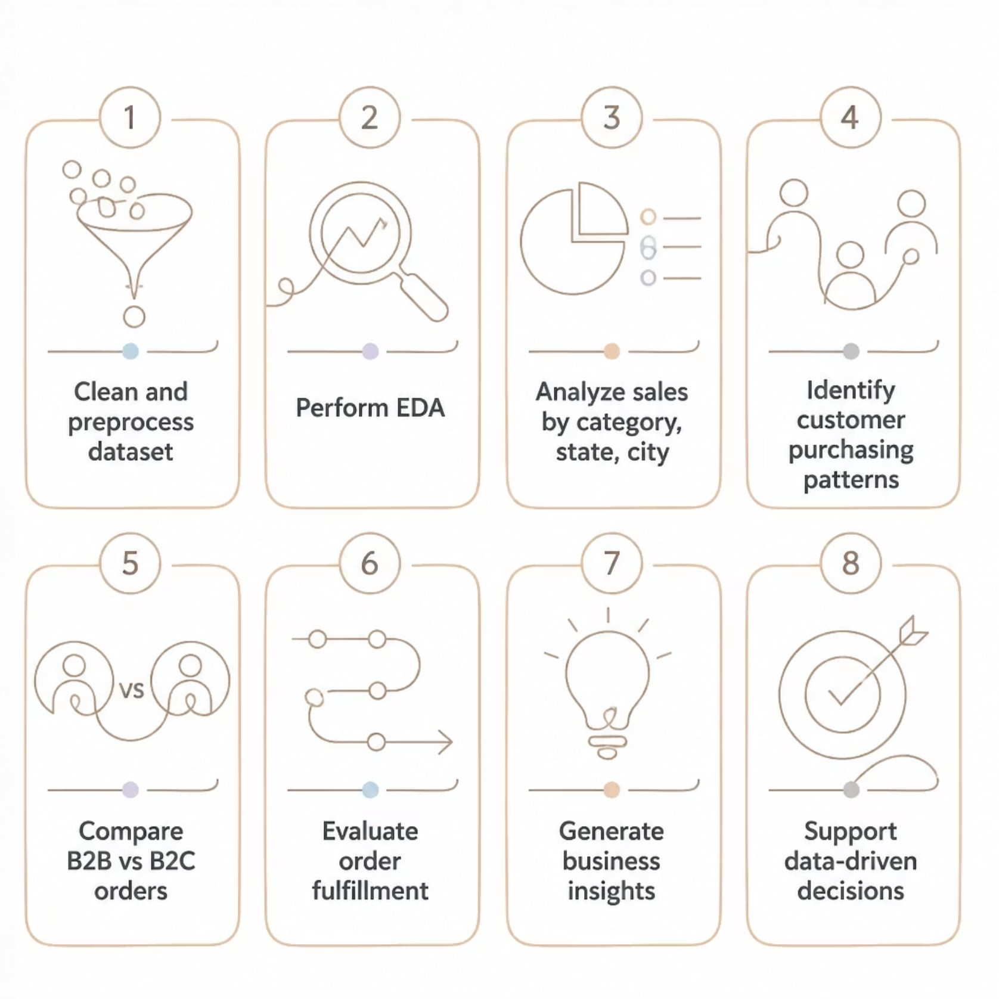 1
Clean and
preprocess
dataset
2
Perform EDA
3
Analyze sales
by category,
state, city
4
Identify
customer
purchasing
patterns
5
VS
Compare
B2B vs B2C
orders
6
Evaluate
order
fulfillment
7
Generate
business
insights
8
Support
data-driven
decisions